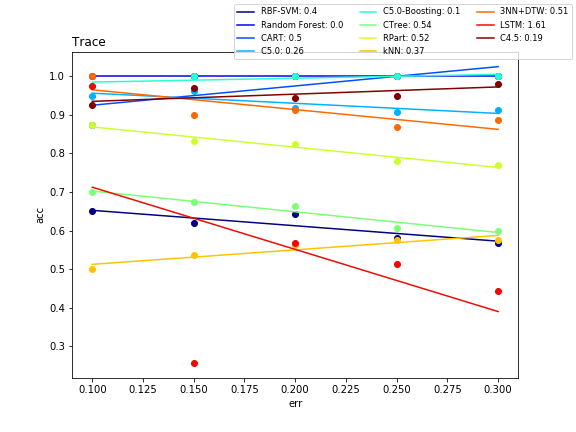 RBF-SVM: 0.4
Random Forest: 0.0
CART: 0.5
C5.0: 0.26
C5.0-Boosting: 0.1
CTree: 0.54
RPart: 0.52
kNN: 0.37
3NN+DTW: 0.51
LSTM: 1.61
C4.5: 0.19
Trace
1.0
0.9
0.8
0.7
0.6
0.5
0.4
0.3
acc
0.100 0.125 0.150 0.175 0.200 0.225 0.250 0.275 0.300
err